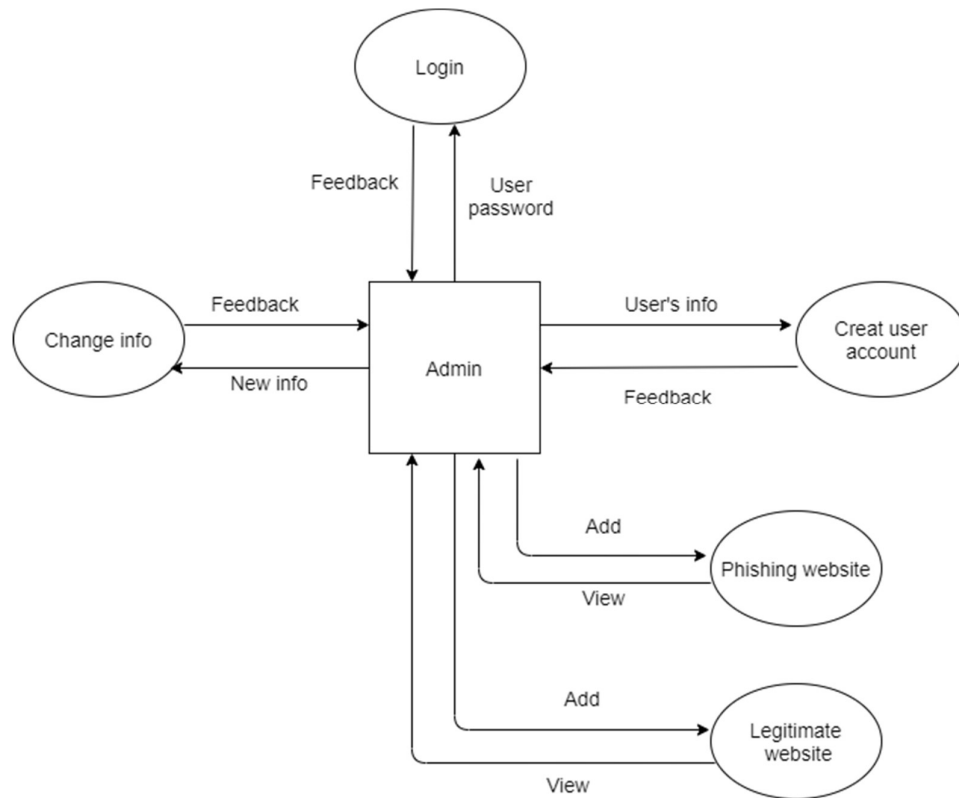 Login
Feedback
User
password
Feedback
User's info
Change info
Admin
Creat user
account
New info
Feedback
Add
Phishing website
View
Add
Legitimate
website
View